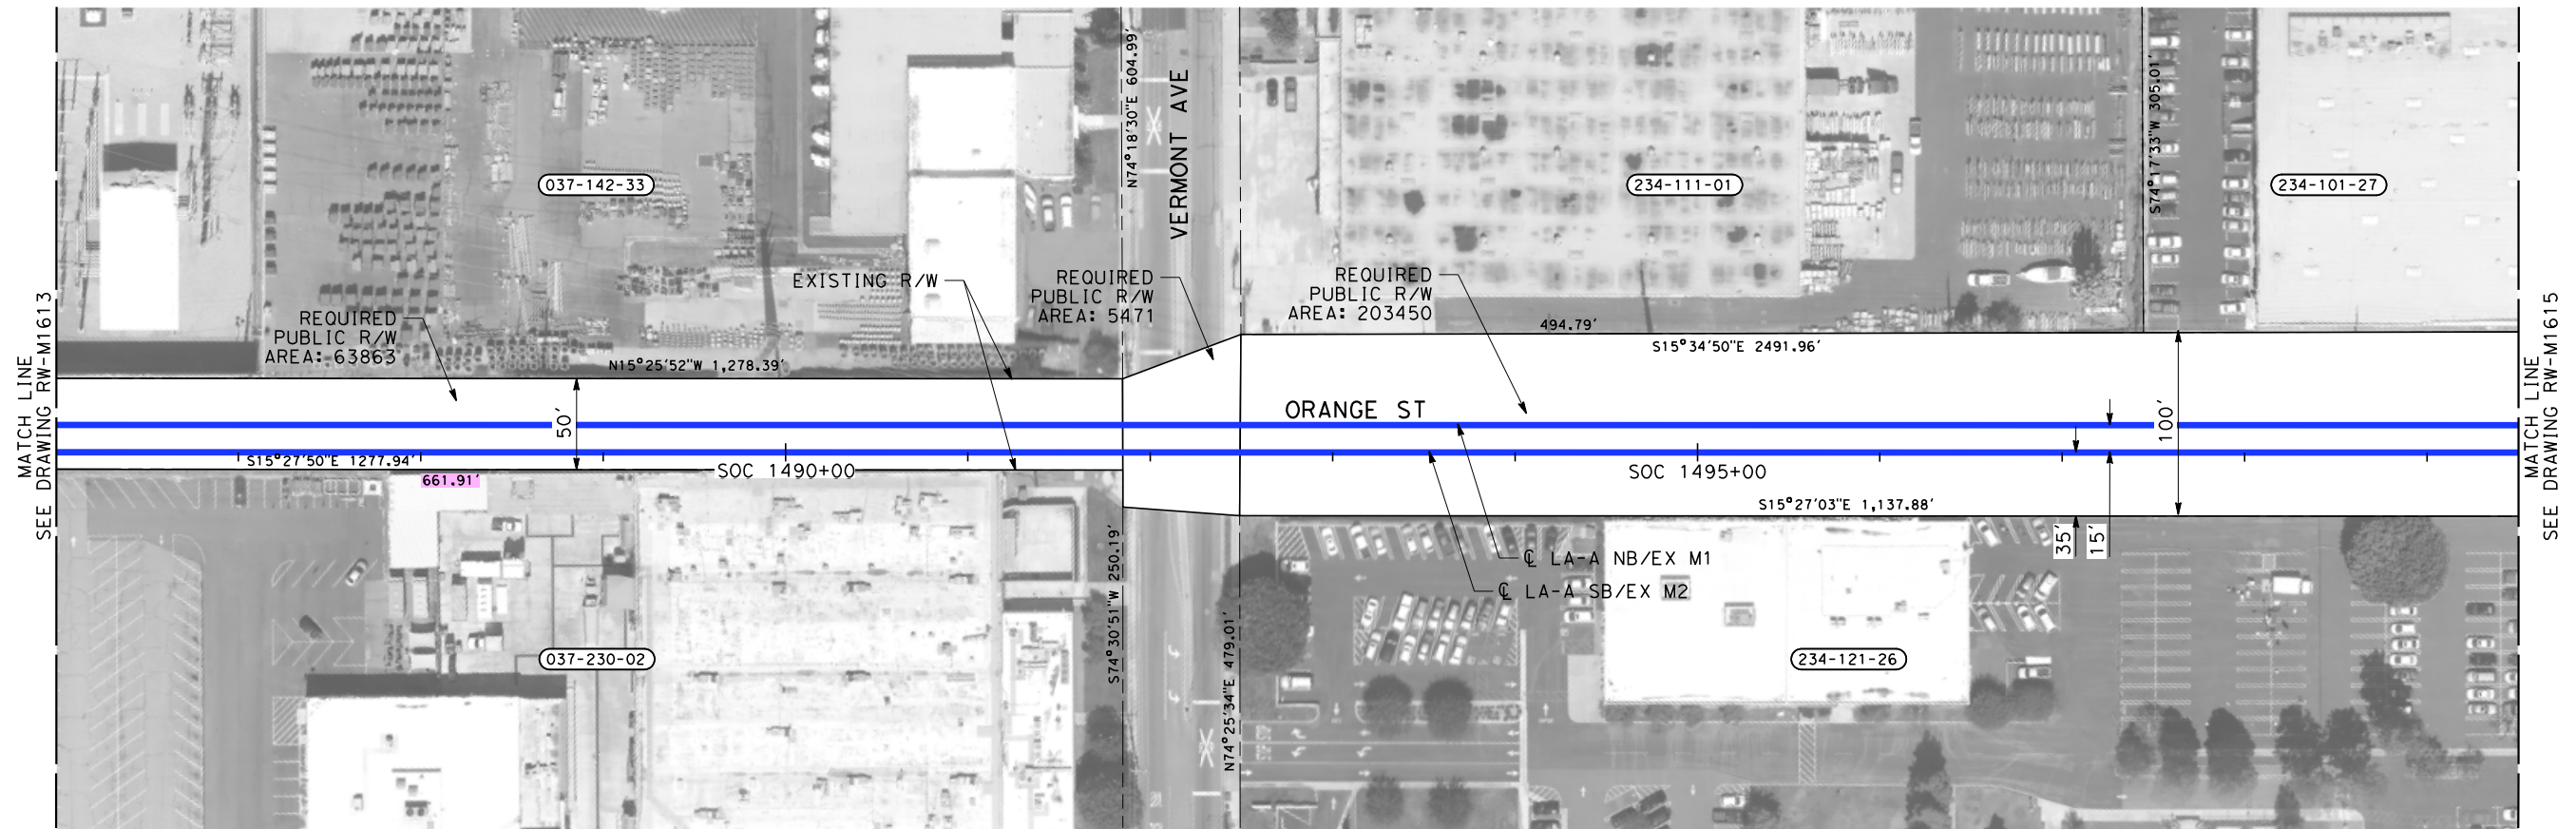 MATCH LINE
SEE DRAWING RW-M1613
037-142-33
N74°18'30"E 604.99'
VERMONT AVE
234-111-01
S74°17'33"W 305.01'
234-101-27
EXISTING R/W
REQUIRED
PUBLIC R/W
AREA: 63863
REQUIRED
PUBLIC R/W
AREA: 5471
REQUIRED
PUBLIC R/W
AREA: 203450
494.79'
N15°25'52"W 1,278.39'
S15°34'50"E 2491.96'
50'
ORANGE ST
100'
S15°27'50"E 1277.94'
661.91'
SOC 1490+00
SOC 1495+00
S15°27'03"E 1,137.88'
35'
15'
℄ LA-A NB/EX M1
℄ LA-A SB/EX M2
S74°30'51"W 250.19'
N74°25'34"E 479.01'
037-230-02
234-121-26
MATCH LINE
SEE DRAWING RW-M1615